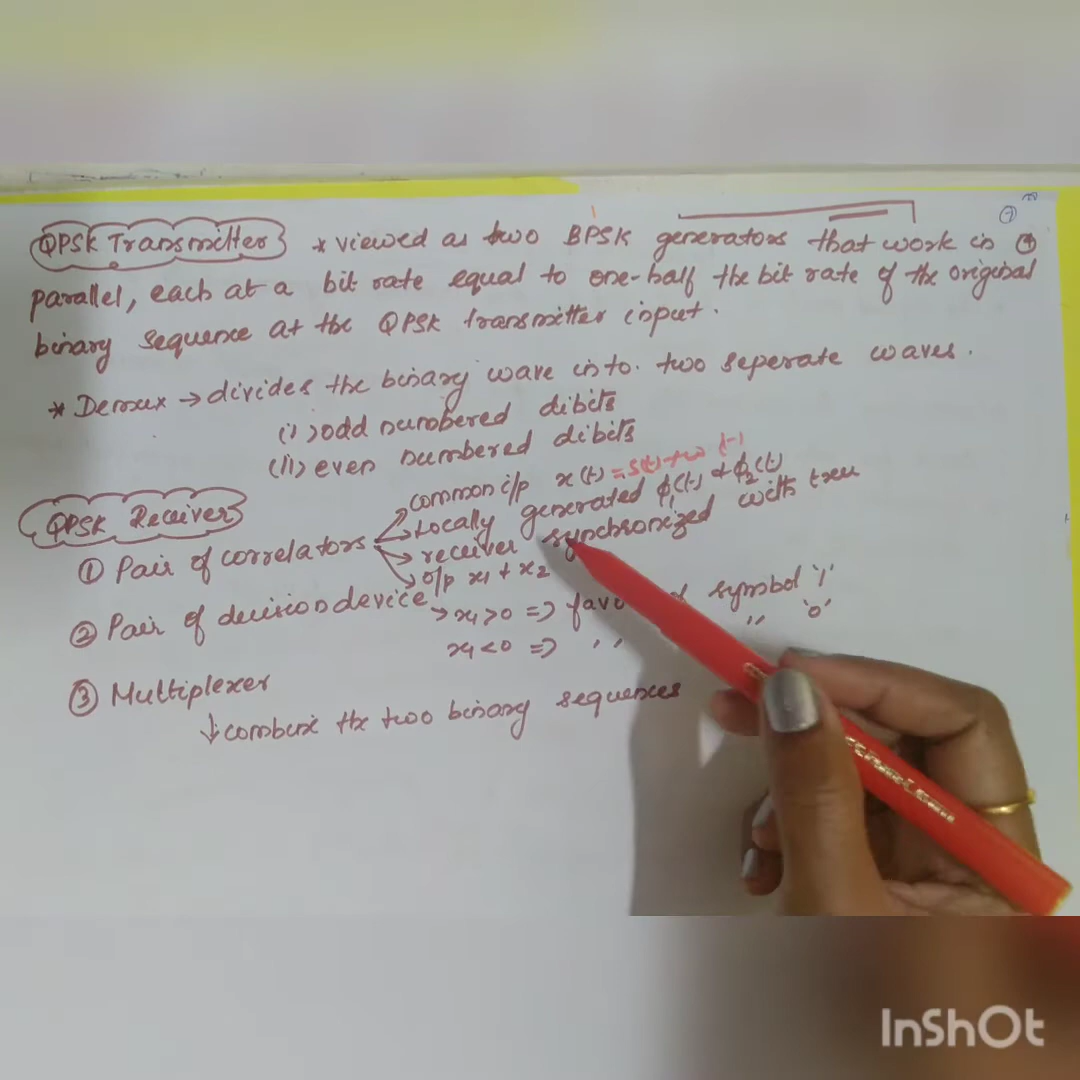 QPSK Transmitter * viewed as two BPSK generators that work in
parallel, each at a bit rate equal to one-half the bit rate of the original
binary sequence at the QPSK transmitter input.
* Demux → divides the binary wave into. two seperate waves.
(i) odd numbered dibits
(ii) even numbered dibits
QPSK Receiver
① Pair of correlators
→ common i/p x(t) = s(t) + w(t)
→ Locally generated φ1(t) + φ2(t)
→ receiver synchronized with
→ o/p x1 + x2
② Pair of decision device
→ x1 > 0 ⇒ symbol '1'
x1 < 0 ⇒ ,, ,, '0'
③ Multiplexer
↓ combine the two binary sequences
InShOt